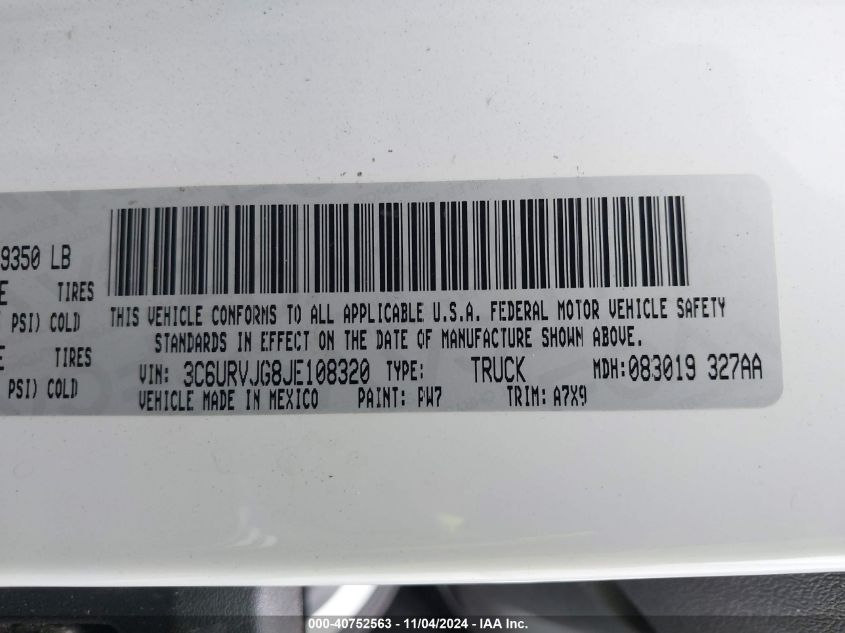 9350 LB
E TIRES
PSI) COLD
E TIRES
PSI) COLD
THIS VEHICLE CONFORMS TO ALL APPLICABLE U.S.A. FEDERAL MOTOR VEHICLE SAFETY
STANDARDS IN EFFECT ON THE DATE OF MANUFACTURE SHOWN ABOVE.
VIN: 3C6URVJG8JE108320 TYPE: TRUCK MDH: 083019 327AA
VEHICLE MADE IN MEXICO PAINT: PW7 TRIM: A7X9
000-40752563 - 11/04/2024 - IAA Inc.